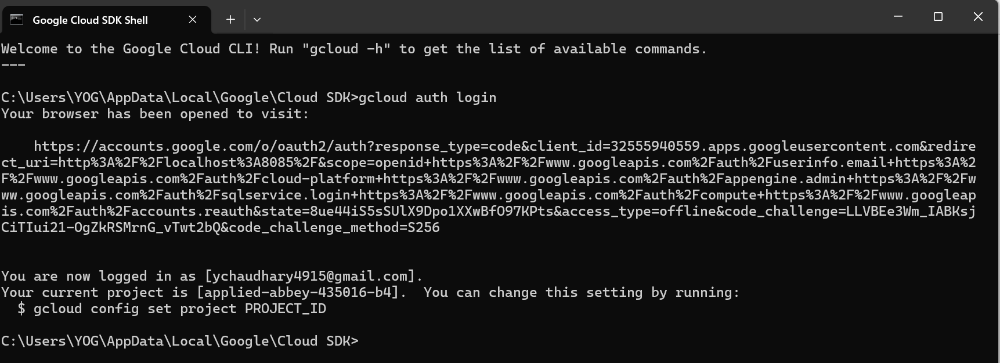 Google Cloud SDK Shell
Welcome to the Google Cloud CLI! Run "gcloud -h" to get the list of available commands.
---
C:\Users\YOG\AppData\Local\Google\Cloud SDK>gcloud auth login
Your browser has been opened to visit:
https://accounts.google.com/o/oauth2/auth?response_type=code&client_id=32555940559.apps.googleusercontent.com&redire
ct_uri=http%3A%2F%2Flocalhost%3A8085%2F&scope=openid+https%3A%2F%2Fwww.googleapis.com%2Fauth%2Fuserinfo.email+https%3A%2
F%2Fwww.googleapis.com%2Fauth%2Fcloud-platform+https%3A%2F%2Fwww.googleapis.com%2Fauth%2Fappengine.admin+https%3A%2F%2Fw
ww.googleapis.com%2Fauth%2Fsqlservice.login+https%3A%2F%2Fwww.googleapis.com%2Fauth%2Fcompute+https%3A%2F%2Fwww.googleap
is.com%2Fauth%2Faccounts.reauth&state=8ue44iS5sSUlX9Dpo1XXwBfO97KPts&access_type=offline&code_challenge=LLVBEe3Wm_IABKsj
CiTIui21-OgZkRSMrnG_vTwt2bQ&code_challenge_method=S256
You are now logged in as [ychaudhary4915@gmail.com].
Your current project is [applied-abbey-435016-b4].  You can change this setting by running:
$ gcloud config set project PROJECT_ID
C:\Users\YOG\AppData\Local\Google\Cloud SDK>